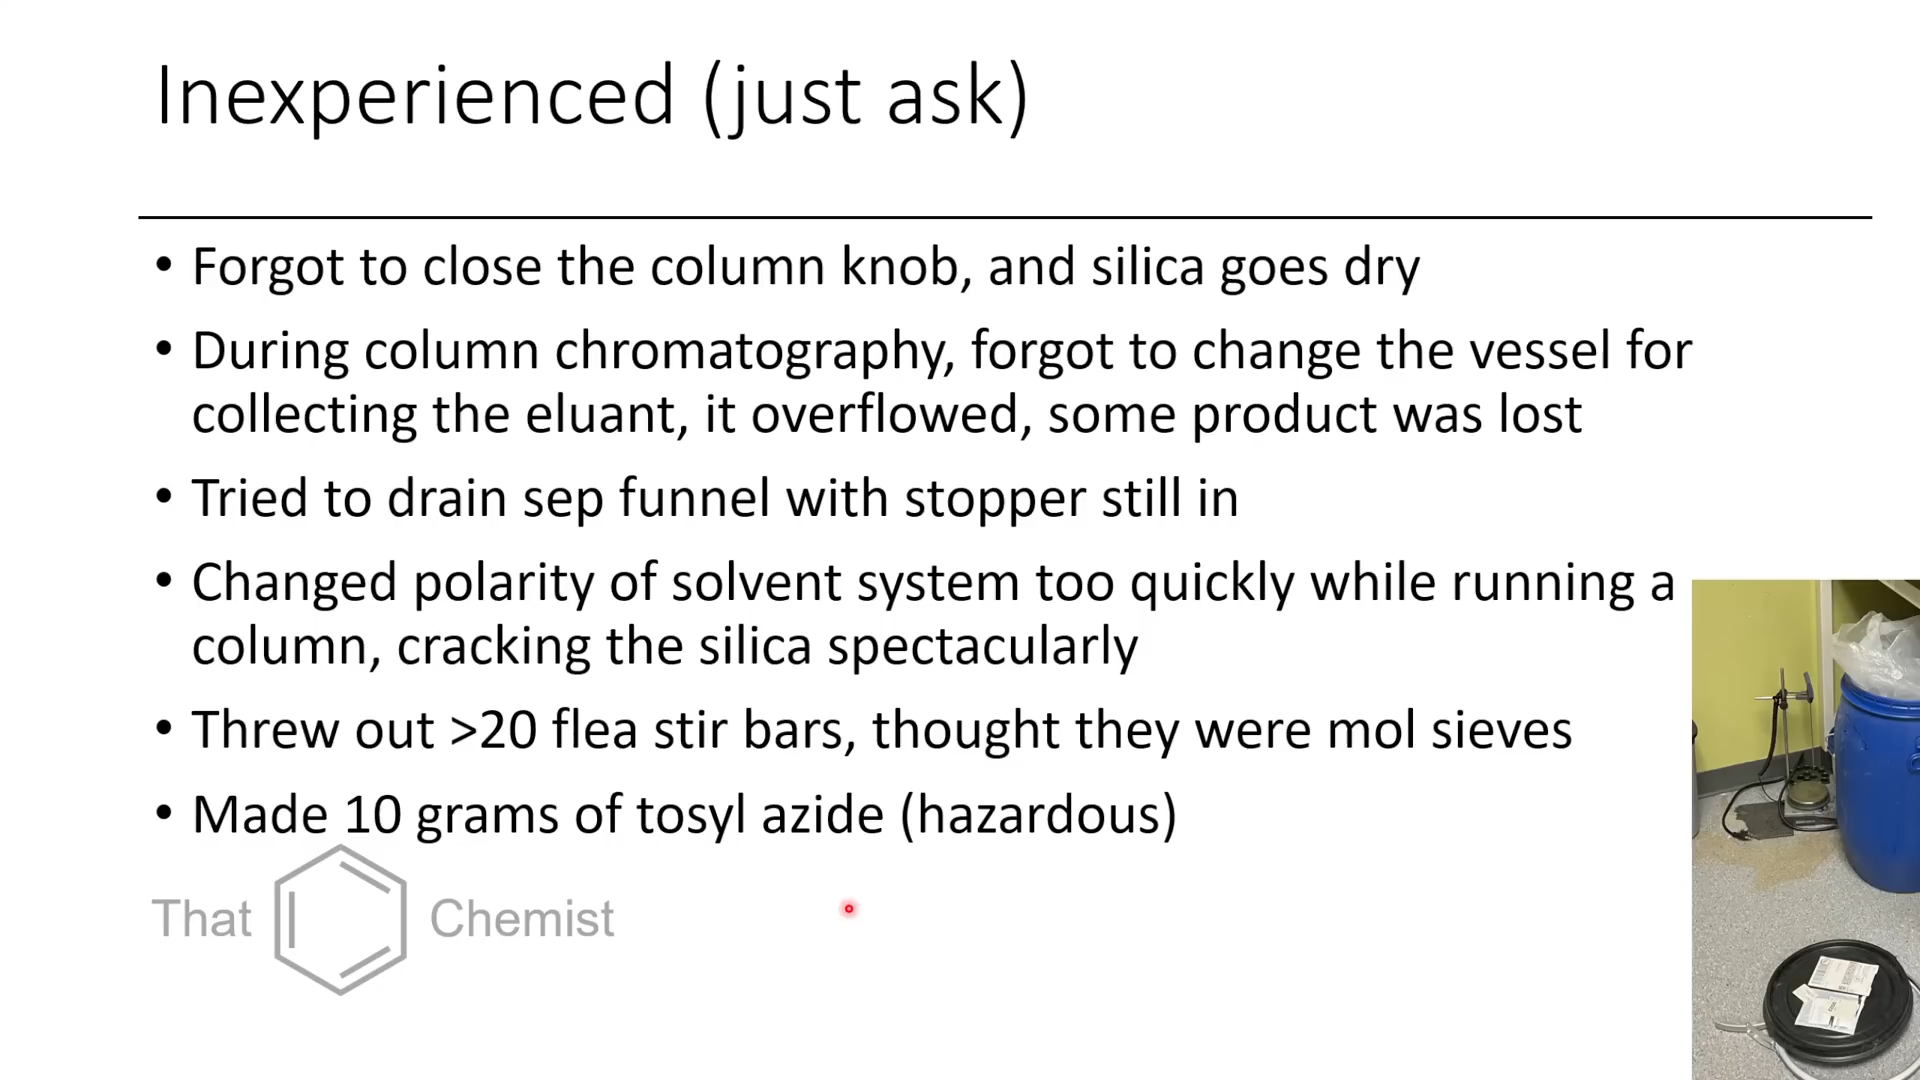 Inexperienced (just ask)
• Forgot to close the column knob, and silica goes dry
• During column chromatography, forgot to change the vessel for
collecting the eluant, it overflowed, some product was lost
• Tried to drain sep funnel with stopper still in
• Changed polarity of solvent system too quickly while running a
column, cracking the silica spectacularly
• Threw out >20 flea stir bars, thought they were mol sieves
• Made 10 grams of tosyl azide (hazardous)
That Chemist